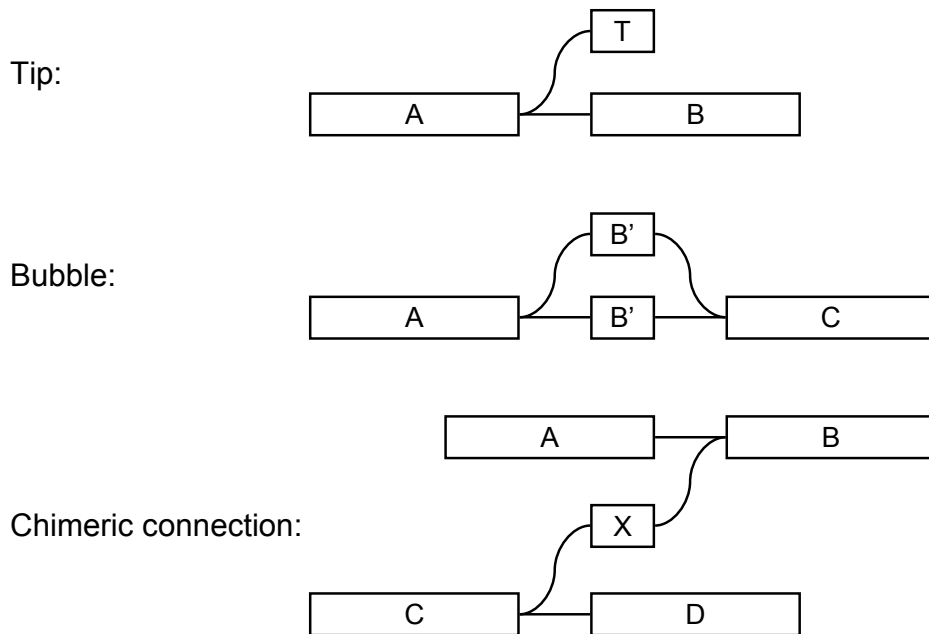 T
Tip:
A B
B’
Bubble:
A B’ C
A B
Chimeric connection:
X
C D